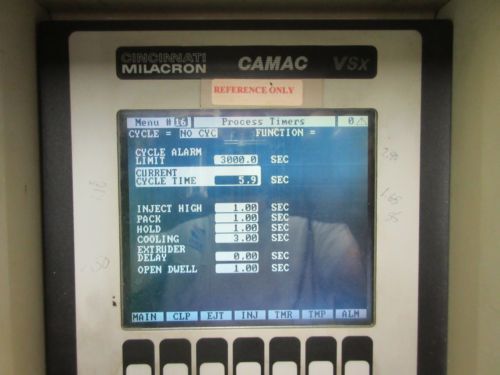 CINCINNATI
MILACRON CAMAC VSX
REFERENCE ONLY
Menu #16 Process Timers 0
CYCLE = NO CYC FUNCTION =
CYCLE ALARM
LIMIT 3000.0 SEC
CURRENT
CYCLE TIME 5.9 SEC
INJECT HIGH 1.00 SEC
PACK 1.00 SEC
HOLD 1.00 SEC
COOLING 3.00 SEC
EXTRUDER
DELAY 0.00 SEC
OPEN DWELL 1.00 SEC
MAIN CLP EJT INJ TMR TMP ALM